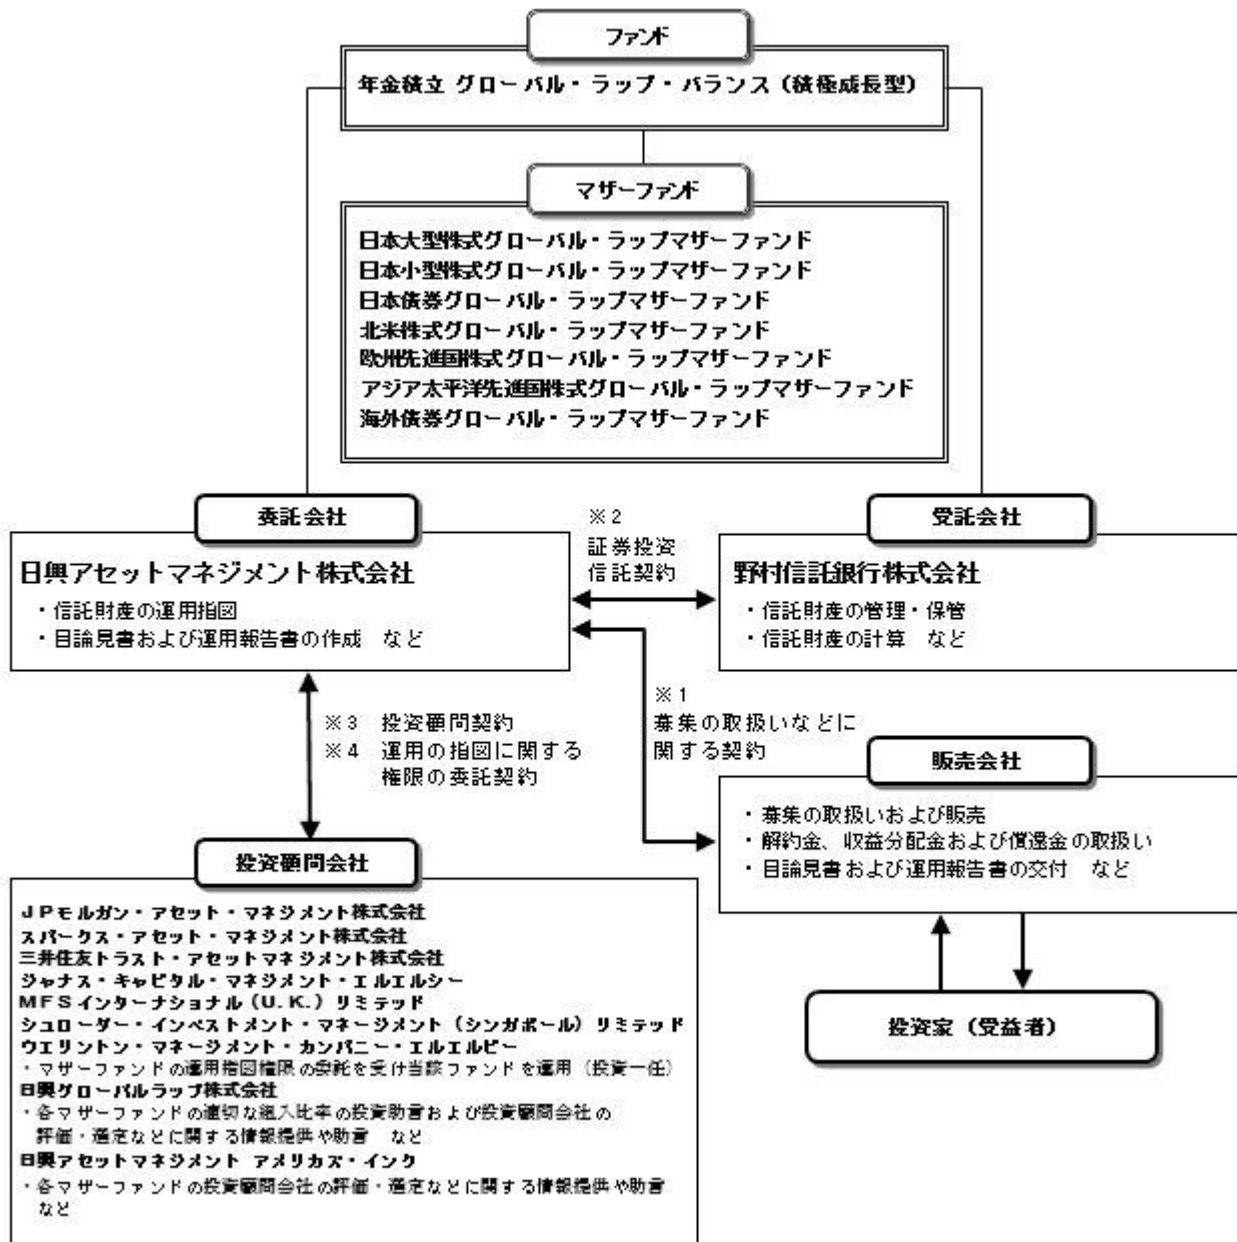 ファンド
年金積立 グローバル・ラップ・バランス（積極成長型）
マザーファンド
日本大型株式グローバル・ラップマザーファンド
日本小型株式グローバル・ラップマザーファンド
日本債券グローバル・ラップマザーファンド
北米株式グローバル・ラップマザーファンド
欧州先進国株式グローバル・ラップマザーファンド
アジア太平洋先進国株式グローバル・ラップマザーファンド
海外債券グローバル・ラップマザーファンド
委託会社
日興アセットマネジメント株式会社
・信託財産の運用指図
・目論見書および運用報告書の作成　など
※２
証券投資
信託契約
受託会社
野村信託銀行株式会社
・信託財産の管理・保管
・信託財産の計算　など
※３　投資顧問契約
※４　運用の指図に関する
権限の委託契約
※１
募集の取扱いなどに
関する契約
販売会社
・募集の取扱いおよび販売
・解約金、収益分配金および償還金の取扱い
・目論見書および運用報告書の交付　など
投資顧問会社
ＪＰモルガン・アセット・マネジメント株式会社
スパークス・アセット・マネジメント株式会社
三井住友トラスト・アセットマネジメント株式会社
ジャナス・キャピタル・マネジメント・エルエルシー
ＭＦＳインターナショナル（Ｕ．Ｋ．）リミテッド
シュローダー・インベストメント・マネージメント（シンガポール）リミテッド
ウエリントン・マネージメント・カンパニー・エルエルピー
・マザーファンドの運用指図権限の委託を受け当該ファンドを運用（投資一任）
日興グローバルラップ株式会社
・各マザーファンドの適切な組入比率の投資助言および投資顧問会社の
評価・選定などに関する情報提供や助言　など
日興アセットマネジメント アメリカズ・インク
・各マザーファンドの投資顧問会社の評価・選定などに関する情報提供や助言
など
投資家（受益者）